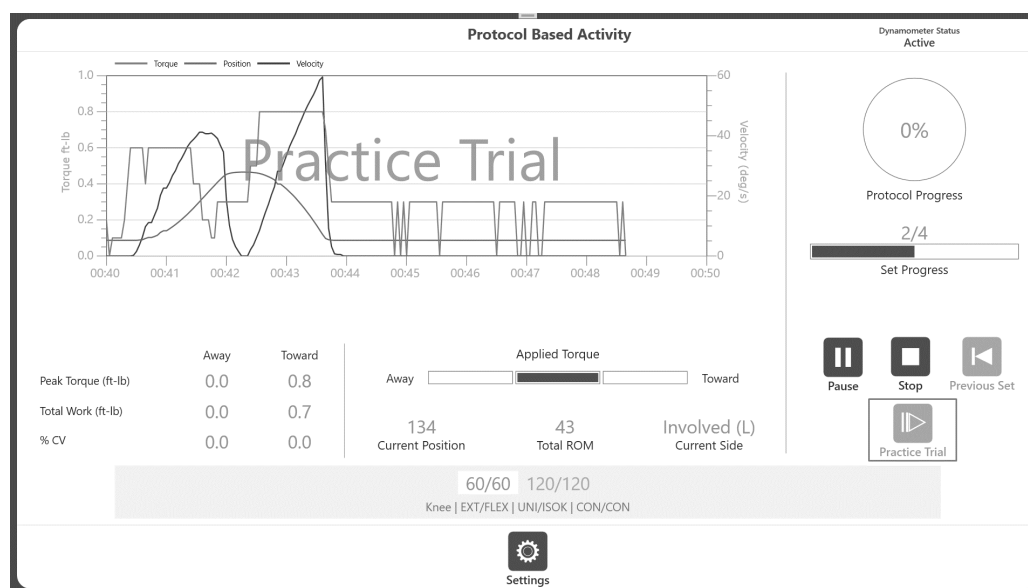 Protocol Based Activity
Dynamometer Status
Active
Torque Position Velocity
1.0
0.8
0.6
0.4
0.2
0.0
Torque ft-lb
60
40
20
0
Velocity (deg/s)
Practice Trial
00:40 00:41 00:42 00:43 00:44 00:45 00:46 00:47 00:48 00:49 00:50
0%
Protocol Progress
2/4
Set Progress
Away Toward
Peak Torque (ft-lb) 0.0 0.8
Total Work (ft-lb) 0.0 0.7
% CV 0.0 0.0
Applied Torque
Away Toward
134 43 Involved (L)
Current Position Total ROM Current Side
Pause Stop Previous Set
Practice Trial
60/60 120/120
Knee | EXT/FLEX | UNI/ISOK | CON/CON
Settings